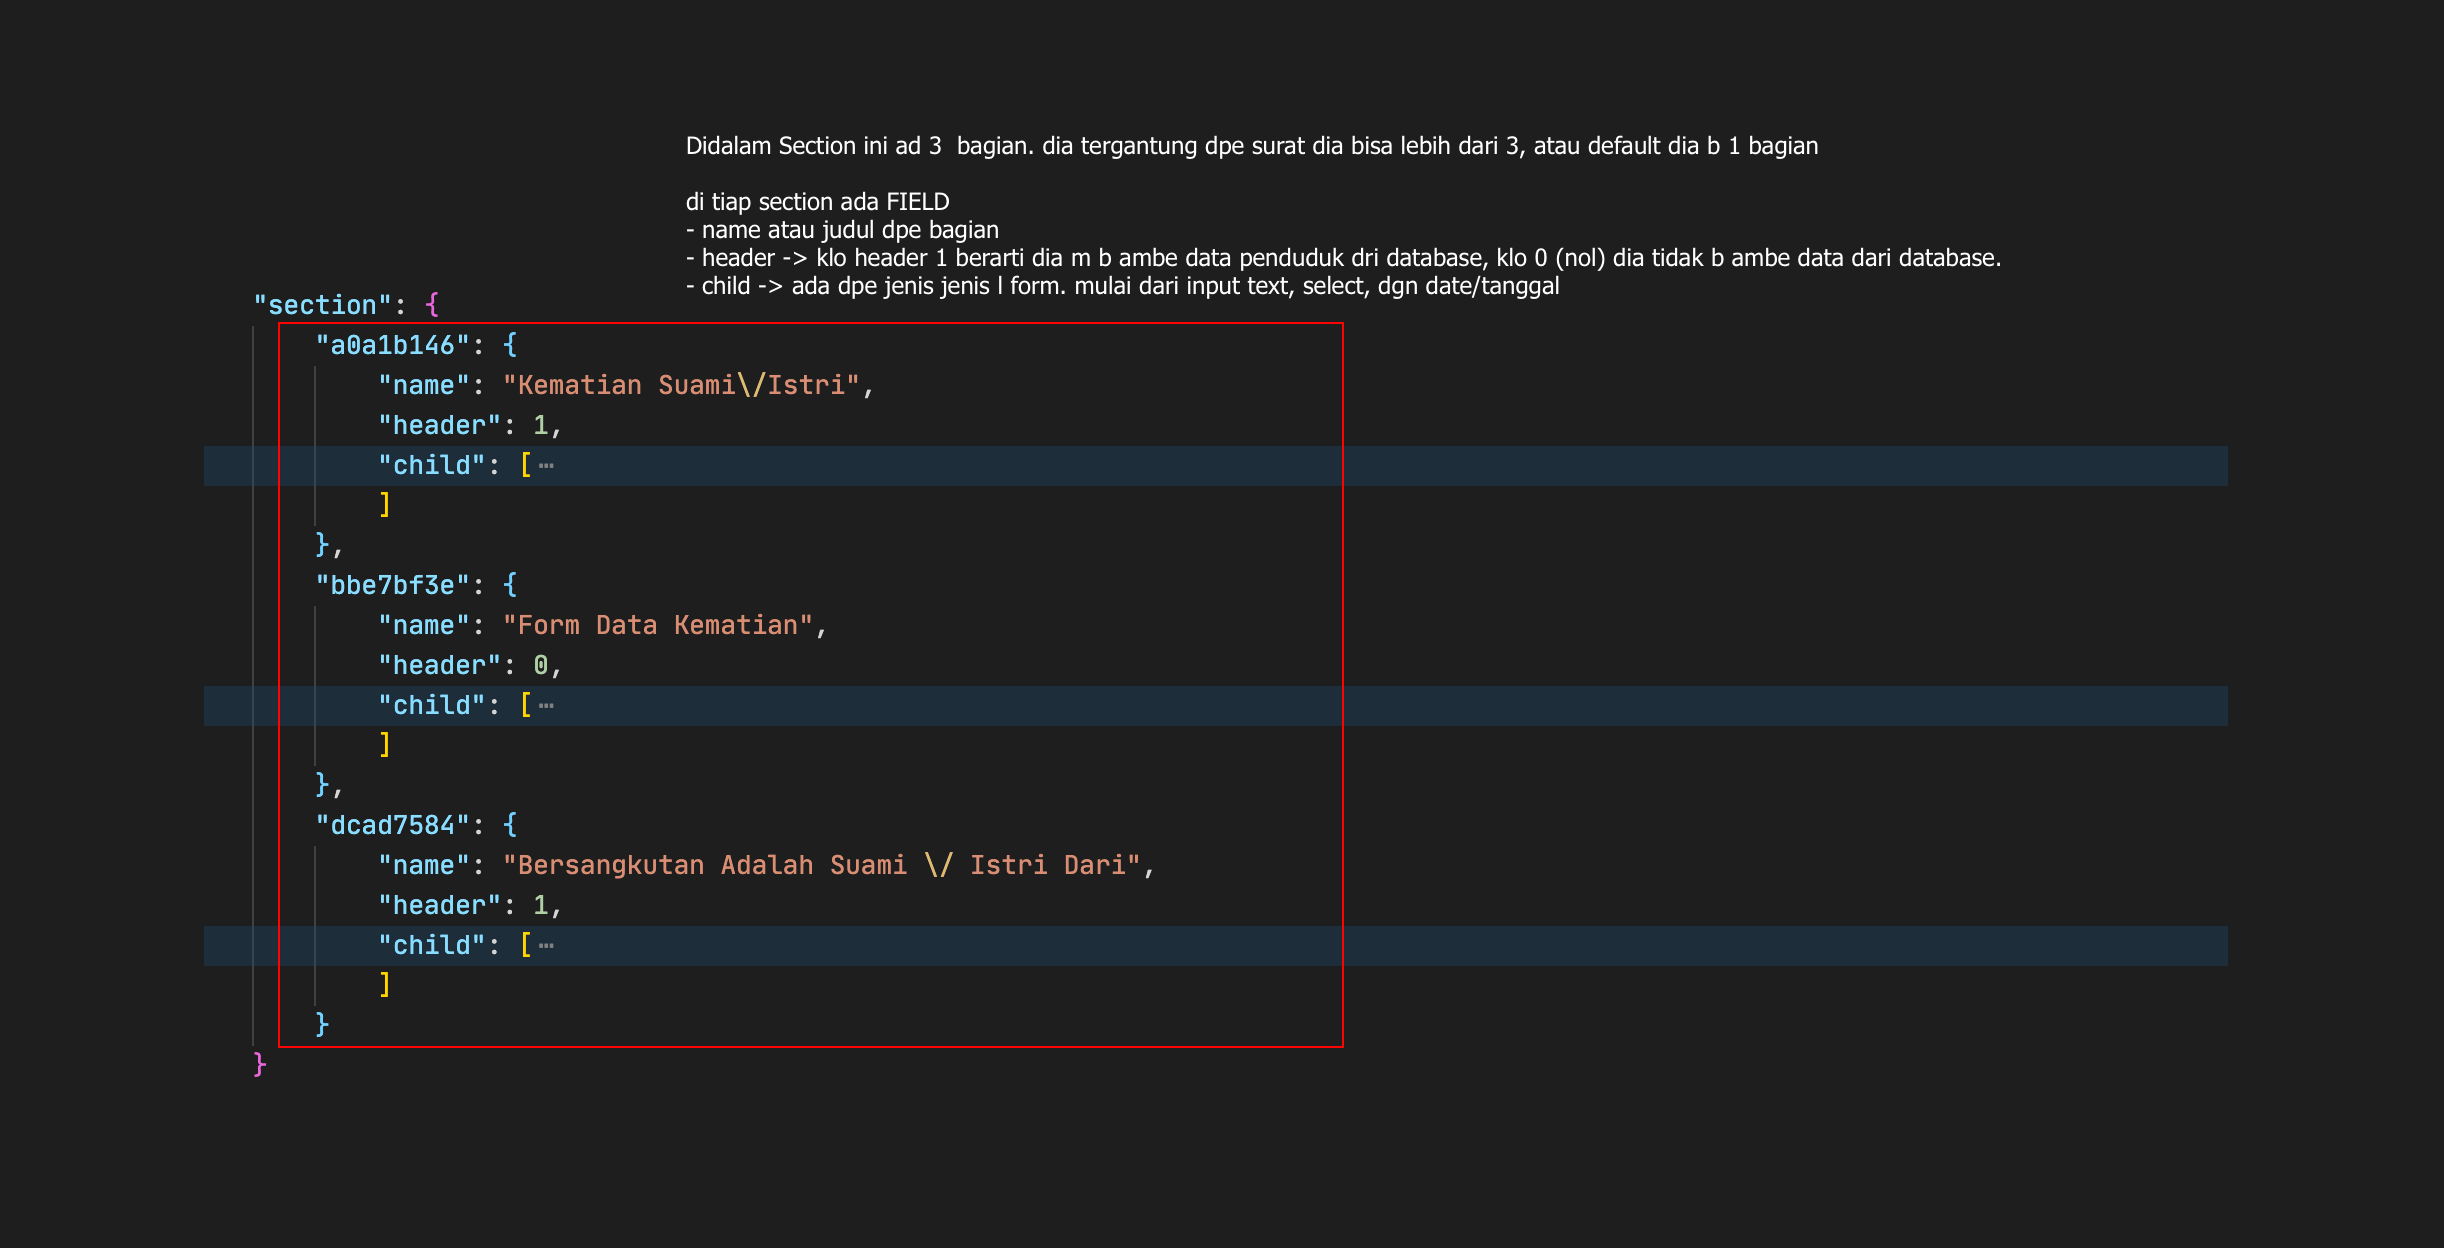 Didalam Section ini ad 3  bagian. dia tergantung dpe surat dia bisa lebih dari 3, atau default dia b 1 bagian
di tiap section ada FIELD
- name atau judul dpe bagian
- header -> klo header 1 berarti dia m b ambe data penduduk dri database, klo 0 (nol) dia tidak b ambe data dari database.
- child -> ada dpe jenis jenis l form. mulai dari input text, select, dgn date/tanggal
"section": {
"a0a1b146": {
"name": "Kematian Suami\/Istri",
"header": 1,
"child": [⋯
]
},
"bbe7bf3e": {
"name": "Form Data Kematian",
"header": 0,
"child": [⋯
]
},
"dcad7584": {
"name": "Bersangkutan Adalah Suami \/ Istri Dari",
"header": 1,
"child": [⋯
]
}
}